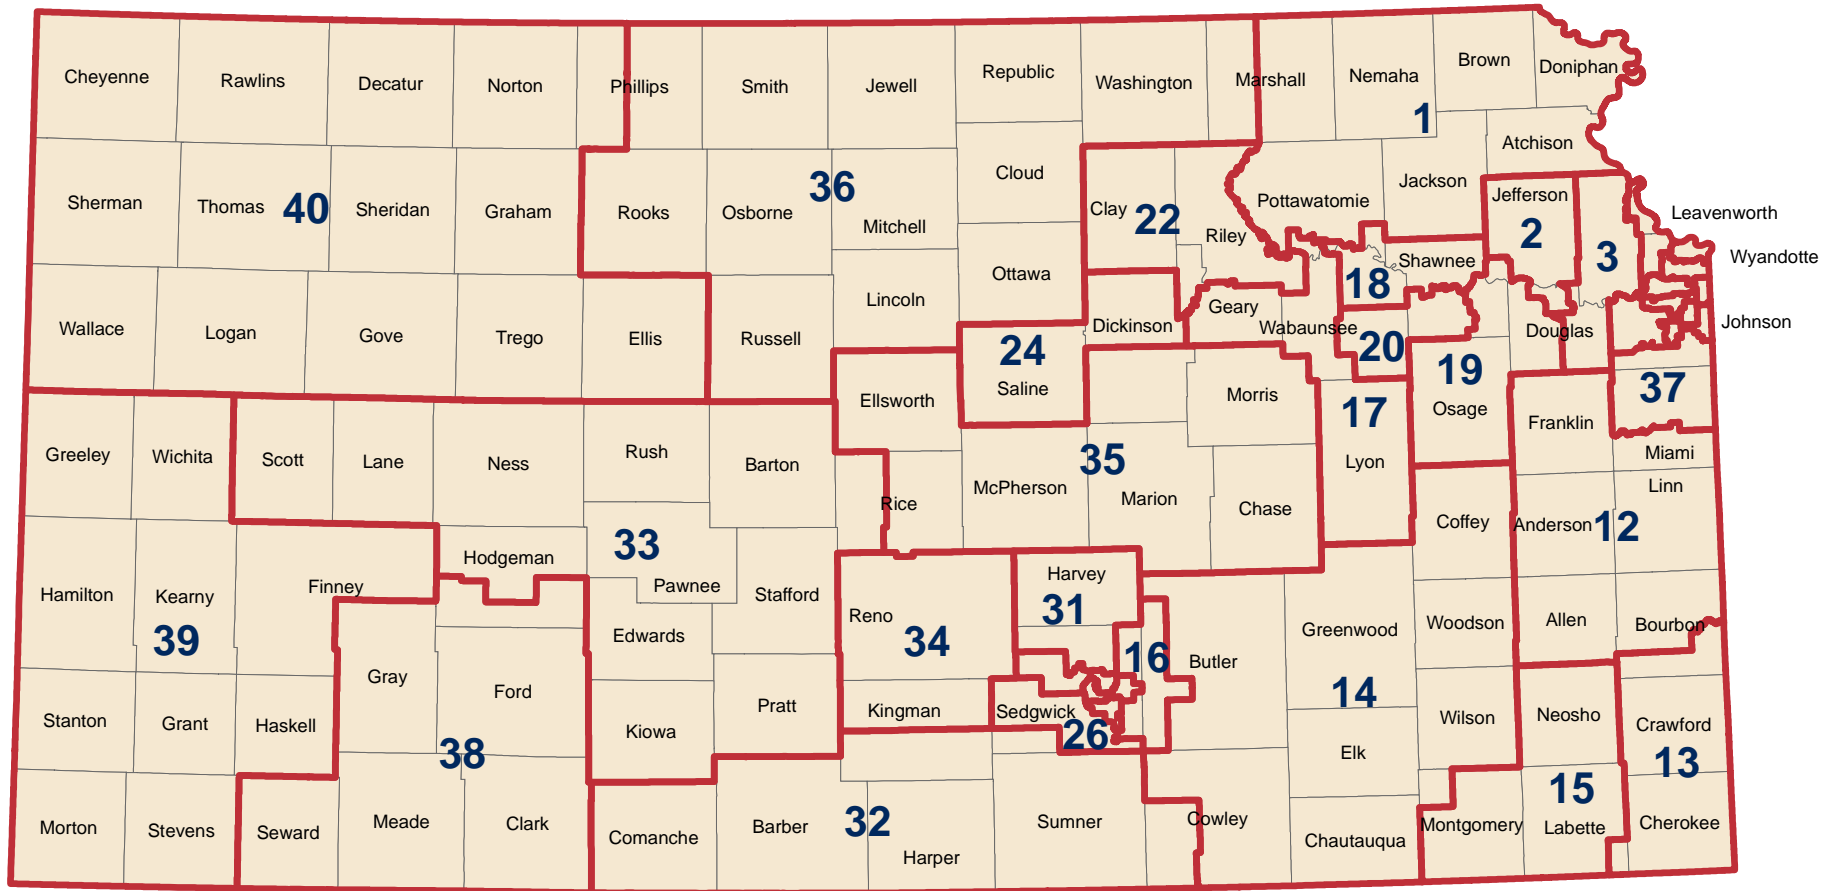 Cheyenne
Rawlins
Decatur
Norton
Phillips
Smith
Jewell
Republic
Washington
Marshall
Nemaha
Brown
Doniphan
1
Atchison
Sherman
Thomas
40
Sheridan
Graham
Rooks
Osborne
36
Mitchell
Cloud
Clay
22
Riley
Pottawatomie
Jackson
Jefferson
2
3
Leavenworth
Wyandotte
Shawnee
18
Ottawa
Lincoln
Geary
Wabaunsee
Dickinson
Douglas
Johnson
Wallace
Logan
Gove
Trego
Ellis
Russell
24
Saline
20
19
Osage
37
Ellsworth
Morris
17
Franklin
Miami
Greeley
Wichita
Scott
Lane
Ness
Rush
Barton
35
Lyon
Linn
Rice
McPherson
Marion
Chase
Coffey
Anderson
12
33
Hodgeman
Pawnee
Stafford
Hamilton
Kearny
Finney
39
Harvey
31
Reno
34
Edwards
16
Butler
Greenwood
14
Woodson
Allen
Bourbon
Gray
Ford
Kiowa
Pratt
Kingman
Sedgwick
26
Stanton
Grant
Haskell
38
Wilson
Neosho
Crawford
13
Elk
Morton
Stevens
Seward
Meade
Clark
Comanche
Barber
32
Harper
Sumner
Cowley
Chautauqua
Montgomery
15
Labette
Cherokee